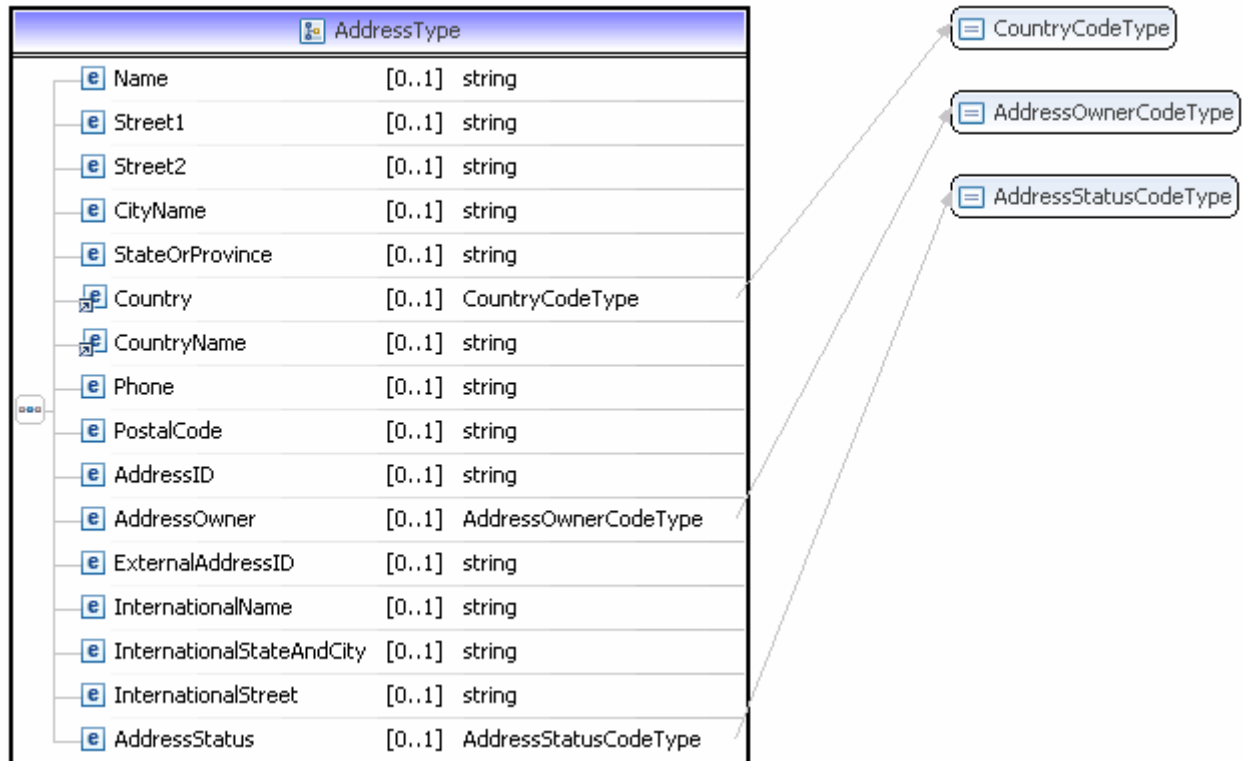 AddressType
e Name [0..1] string
e Street1 [0..1] string
e Street2 [0..1] string
e CityName [0..1] string
e StateOrProvince [0..1] string
e Country [0..1] CountryCodeType
e CountryName [0..1] string
e Phone [0..1] string
e PostalCode [0..1] string
e AddressID [0..1] string
e AddressOwner [0..1] AddressOwnerCodeType
e ExternalAddressID [0..1] string
e InternationalName [0..1] string
e InternationalStateAndCity [0..1] string
e InternationalStreet [0..1] string
e AddressStatus [0..1] AddressStatusCodeType
CountryCodeType
AddressOwnerCodeType
AddressStatusCodeType